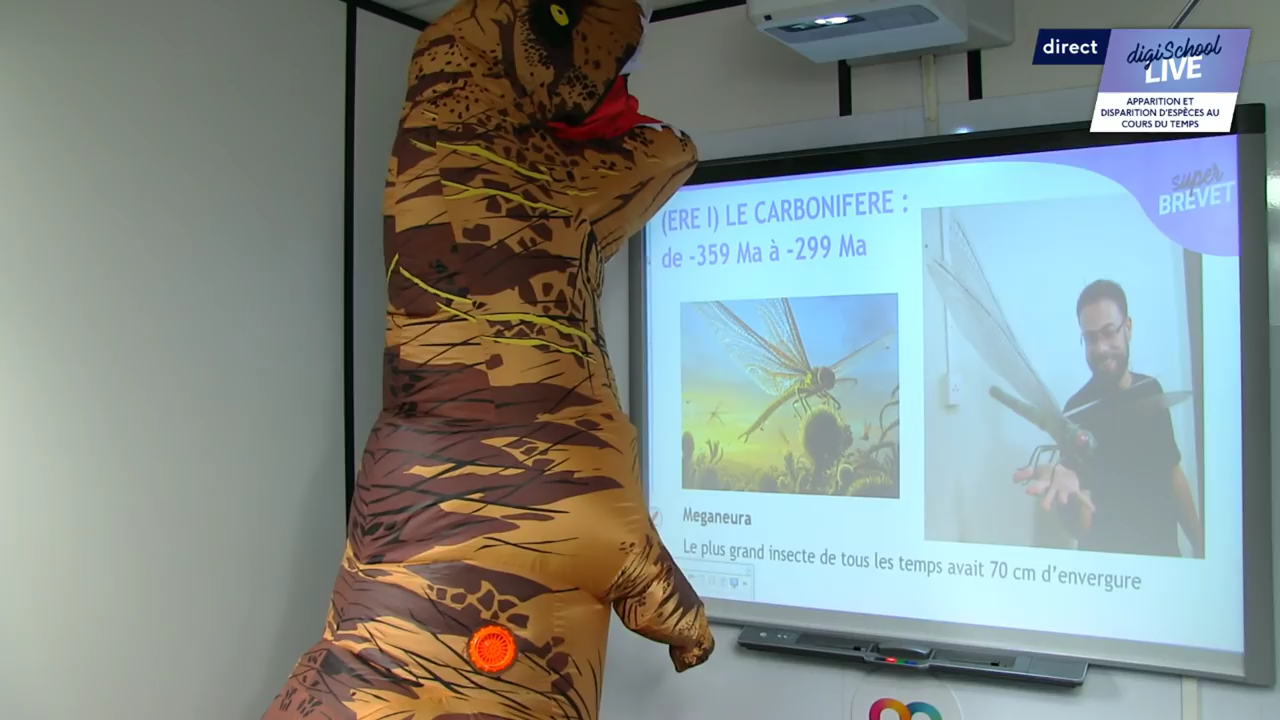 direct
digiSchool
LIVE
APPARITION ET
DISPARITION D'ESPÈCES AU
COURS DU TEMPS
super
BREVET
(ERE I) LE CARBONIFERE :
de -359 Ma à -299 Ma
Meganeura
Le plus grand insecte de tous les temps avait 70 cm d'envergure